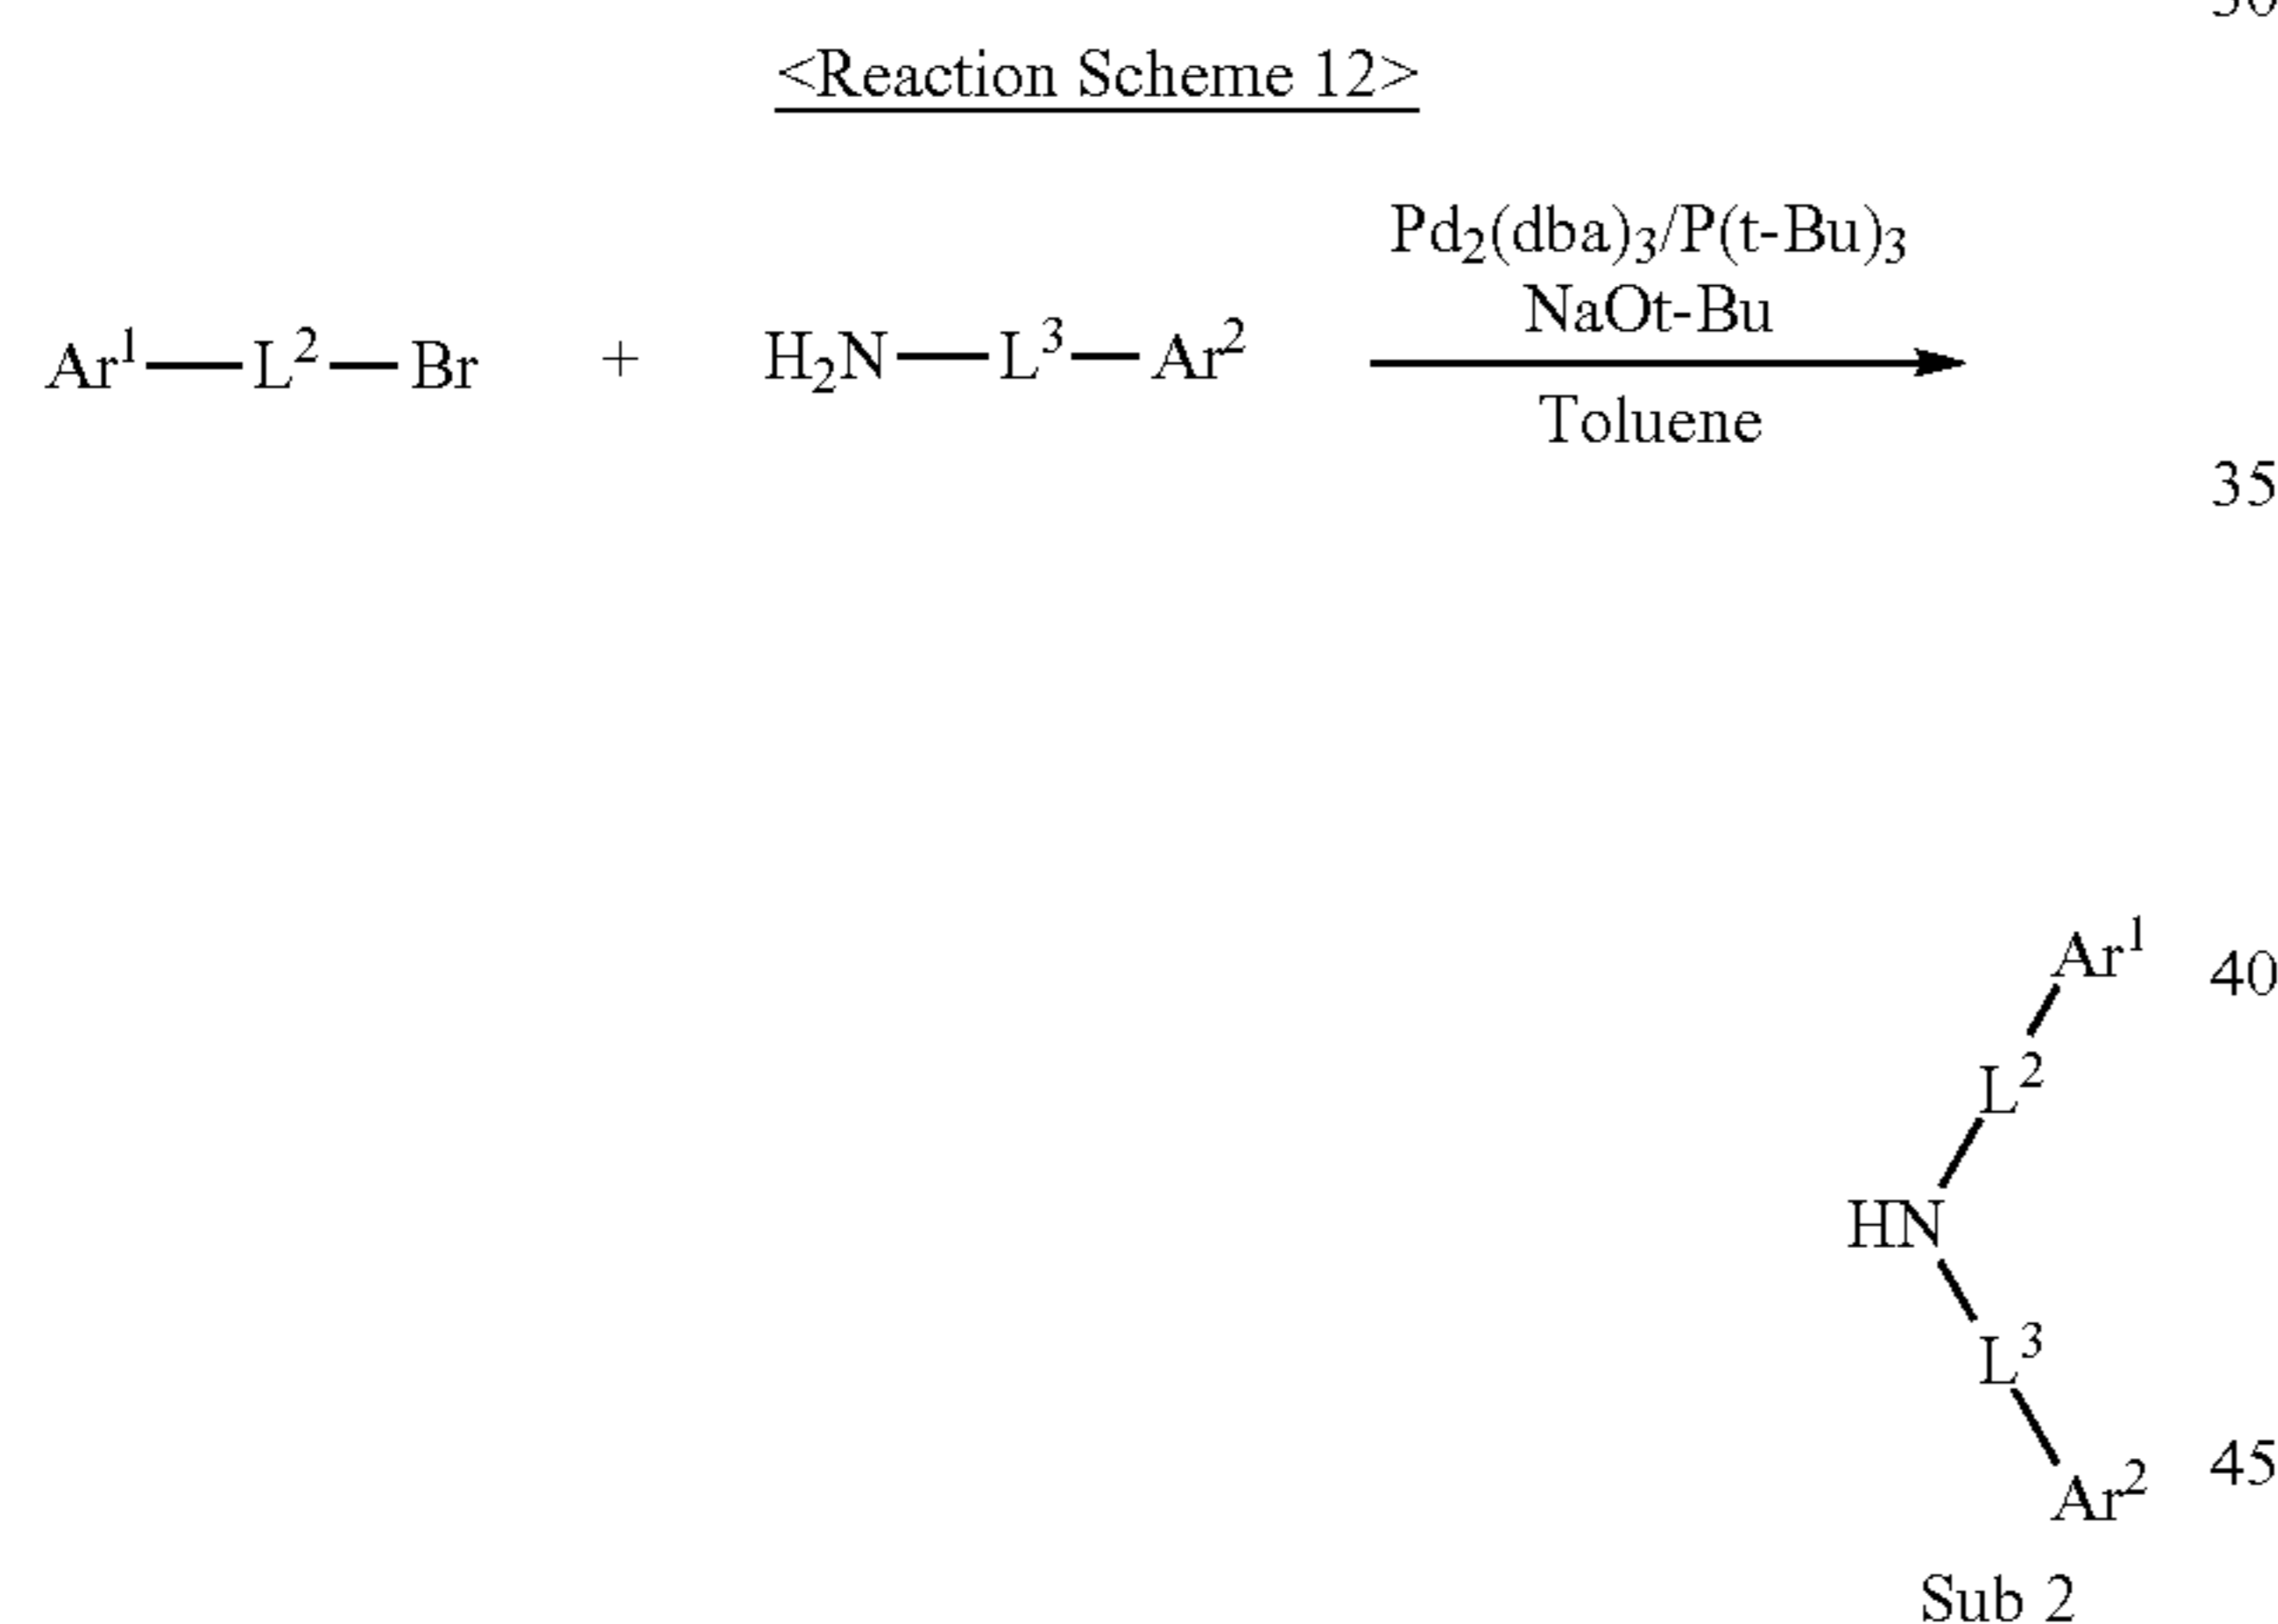 <Reaction Scheme 12>
Pd₂(dba)₃/P(t-Bu)₃
NaOt-Bu
Ar¹—L²—Br + H₂N—L³—Ar²
Toluene
35
Ar¹ 40
L²
HN
L³
45
Ar²
Sub 2